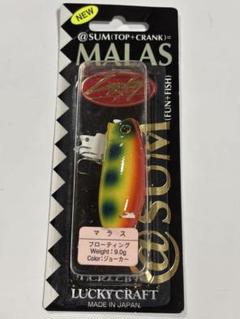 NEW
@SUM(TOP+CRANK)=
MALAS
@SUM
(FUN+FISH)
マラス
フローティング
Weight: 9.0g
Color: ジョーカー
LUCKY CRAFT
MADE IN JAPAN